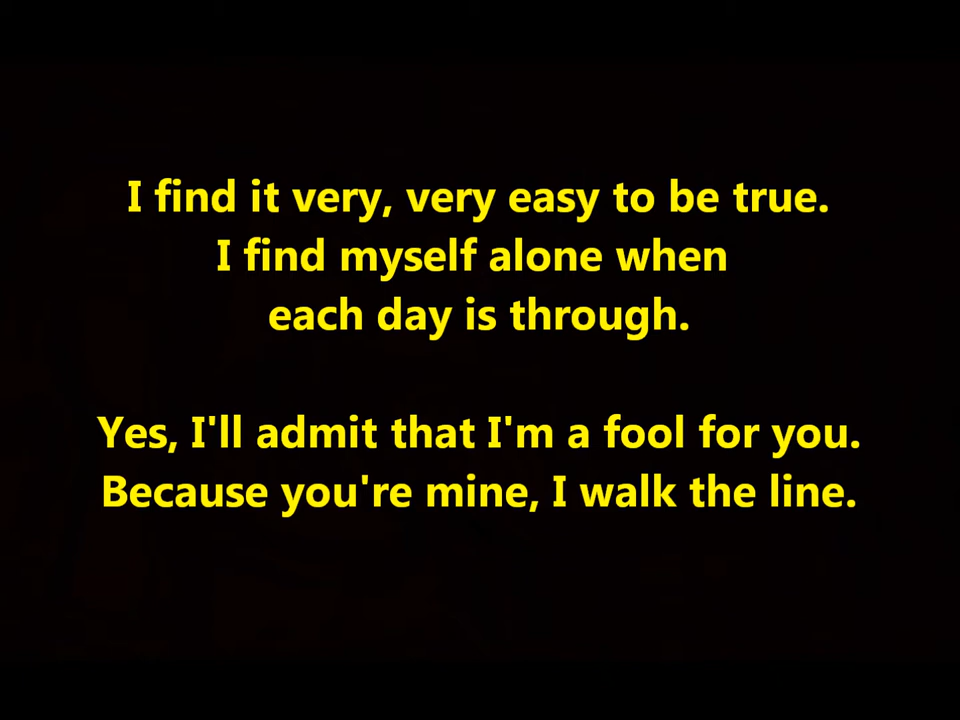 I find it very, very easy to be true.
I find myself alone when
each day is through.
Yes, I'll admit that I'm a fool for you.
Because you're mine, I walk the line.